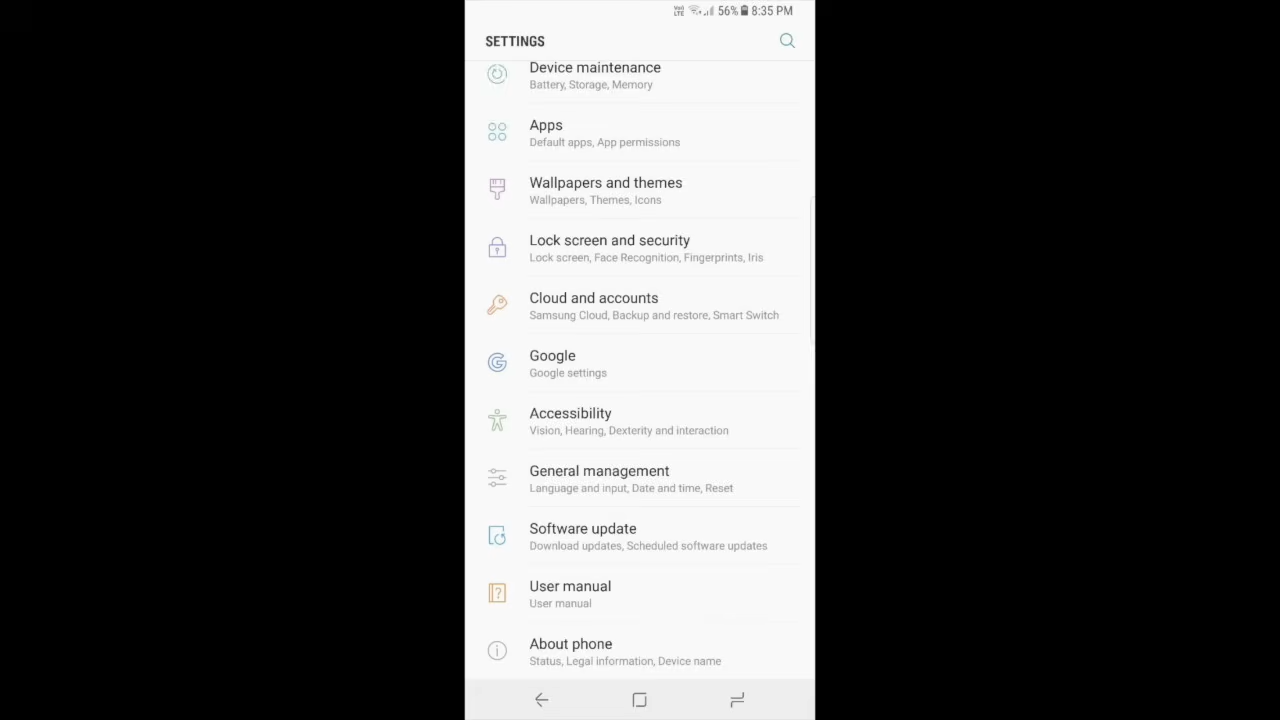 VoD LTE 56% 8:35 PM
SETTINGS
Device maintenance
Battery, Storage, Memory
Apps
Default apps, App permissions
Wallpapers and themes
Wallpapers, Themes, Icons
Lock screen and security
Lock screen, Face Recognition, Fingerprints, Iris
Cloud and accounts
Samsung Cloud, Backup and restore, Smart Switch
Google
Google settings
Accessibility
Vision, Hearing, Dexterity and interaction
General management
Language and input, Date and time, Reset
Software update
Download updates, Scheduled software updates
User manual
User manual
About phone
Status, Legal information, Device name